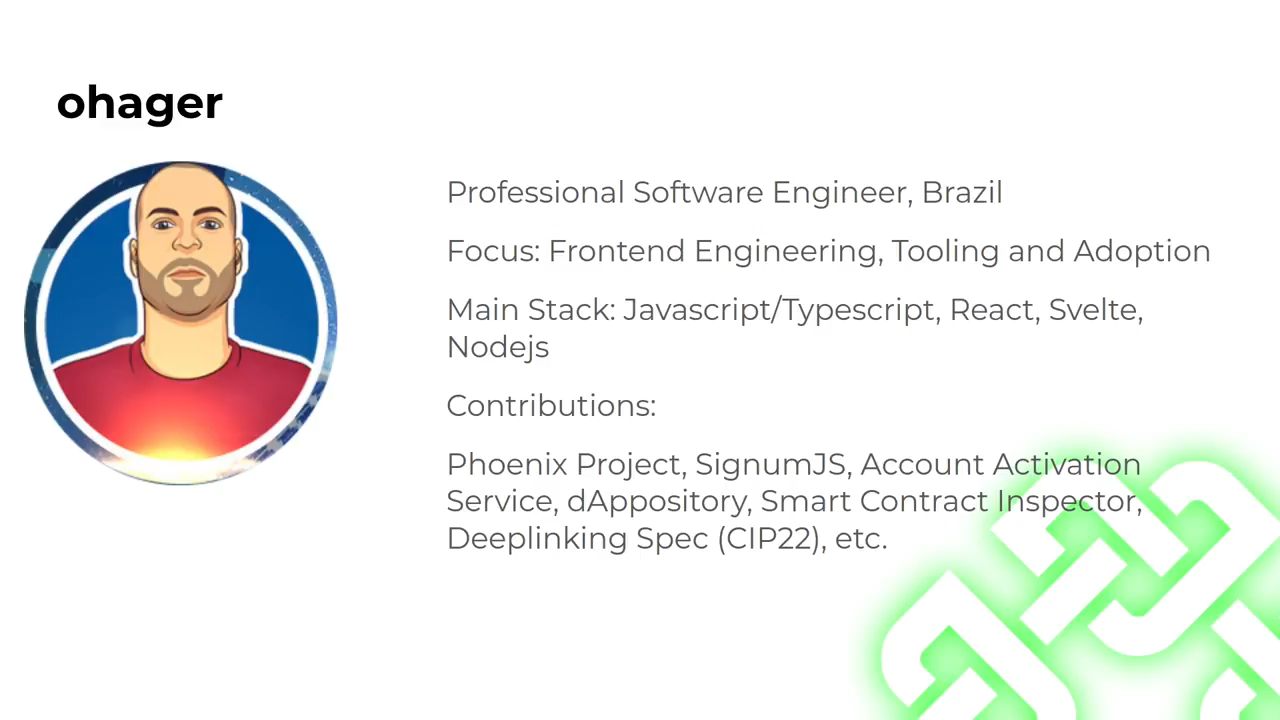 ohager
Professional Software Engineer, Brazil
Focus: Frontend Engineering, Tooling and Adoption
Main Stack: Javascript/Typescript, React, Svelte,
Nodejs
Contributions:
Phoenix Project, SignumJS, Account Activation
Service, dAppository, Smart Contract Inspector,
Deeplinking Spec (CIP22), etc.